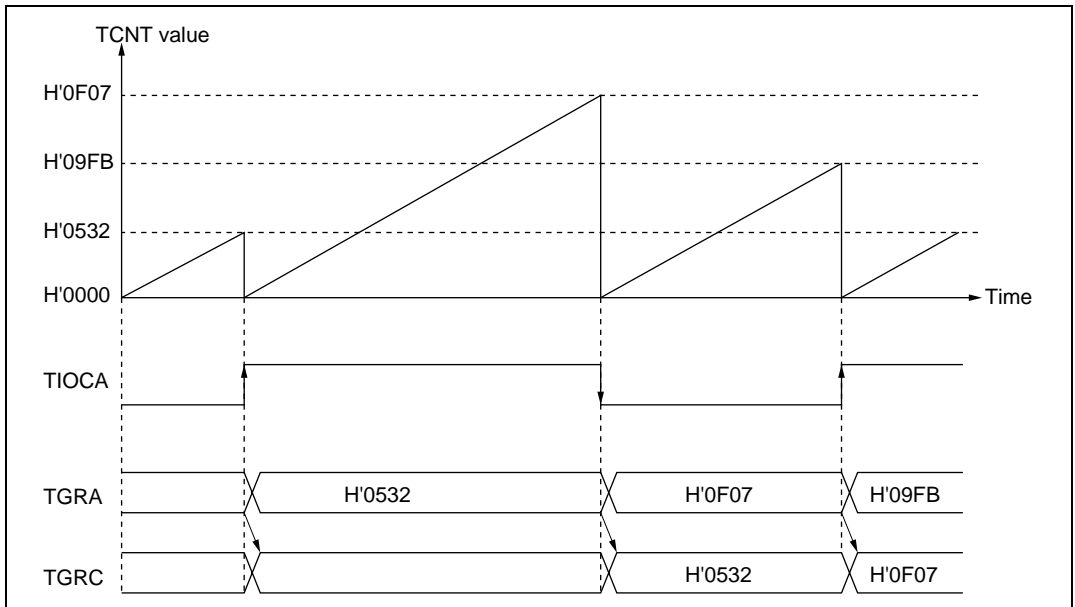 TCNT value
H'0F07
H'09FB
H'0532
H'0000
Time
TIOCA
TGRA H'0532 H'0F07 H'09FB
TGRC H'0532 H'0F07